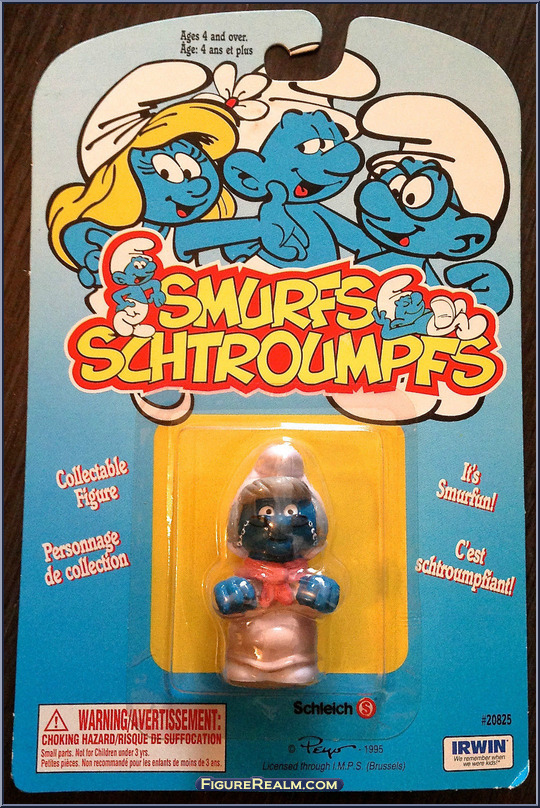 Ages 4 and over.
Âge: 4 ans et plus
SMURFS
SCHTROUMPFS
Collectable
Figure
Personnage
de collection
It's
Smurfun!
C'est
schtroumpfiant!
Schleich S
#20825
WARNING/AVERTISSEMENT:
CHOKING HAZARD/RISQUE DE SUFFOCATION
Small parts. Not for Children under 3 yrs.
Petites pièces. Non recommandé pour les enfants de moins de 3 ans.
© Peyo - 1995
Licensed through I.M.P.S. (Brussels)
IRWIN
We remember when
we were kids!
FIGUREREALM.COM